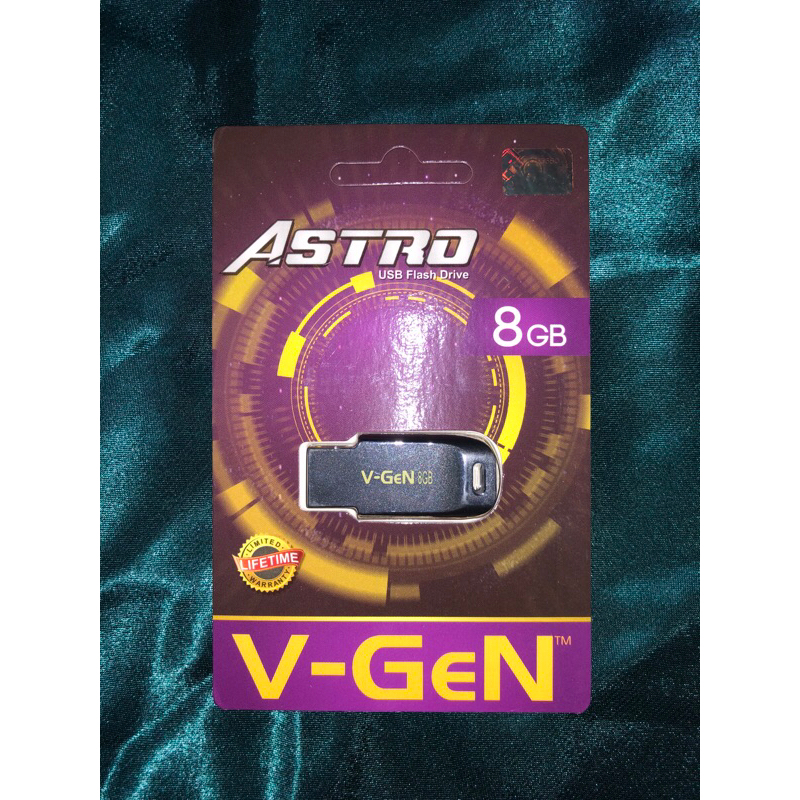 ASTRO
USB Flash Drive
8GB
V-GeN 8GB
LIMITED
LIFETIME
WARRANTY
V-GeN™